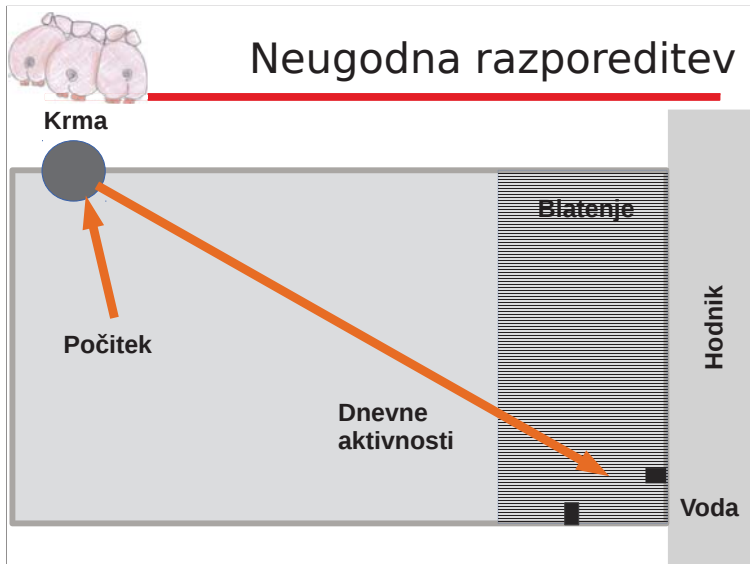 Neugodna razporeditev
Krma
Blatenje
Hodnik
Počitek
Dnevne
aktivnosti
Voda